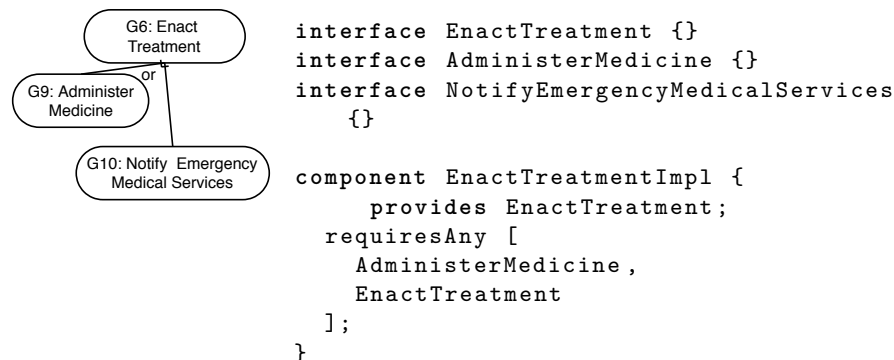 G6: Enact
Treatment
or
G9: Administer
Medicine
G10: Notify Emergency
Medical Services
interface EnactTreatment {}
interface AdministerMedicine {}
interface NotifyEmergencyMedicalServices
{}
component EnactTreatmentImpl {
provides EnactTreatment;
requiresAny [
AdministerMedicine,
EnactTreatment
];
}